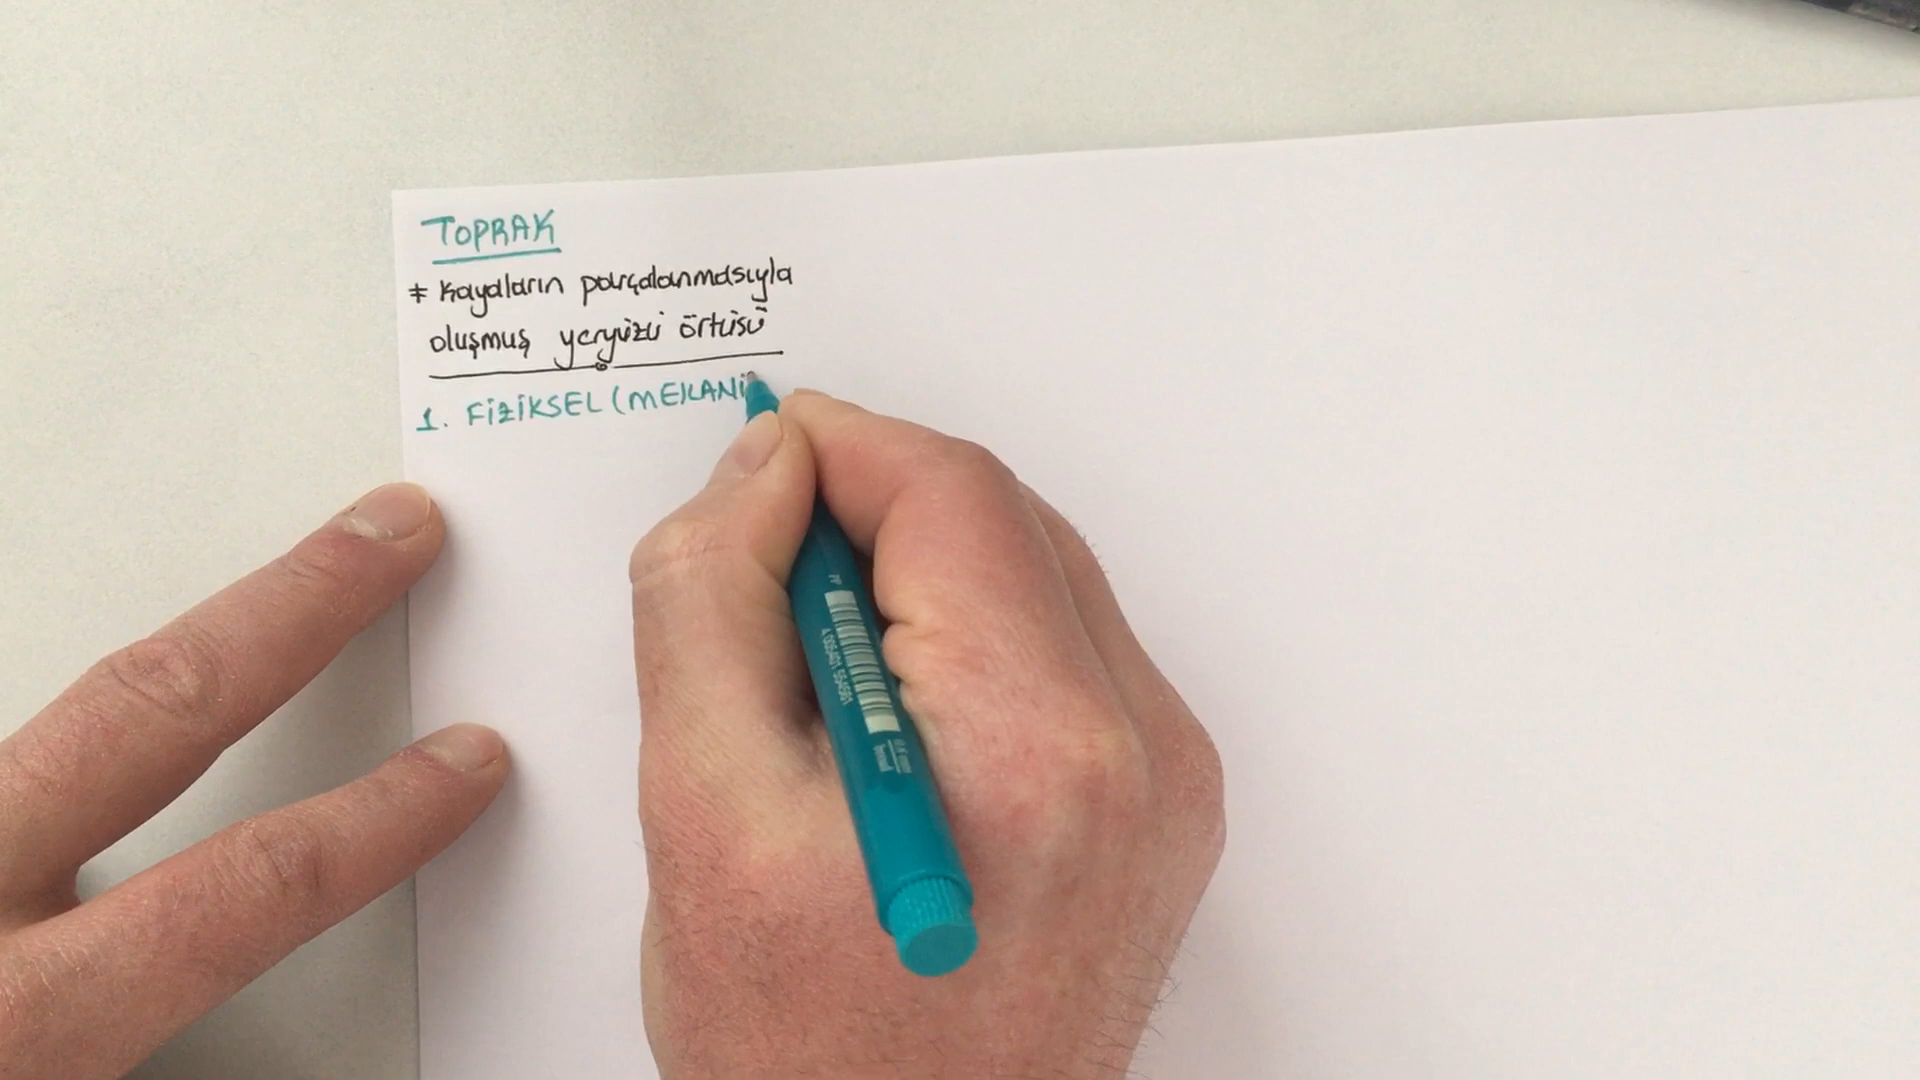 TOPRAK
* Kayaların parçalanmasıyla
oluşmuş yeryüzü örtüsü
1. FİZİKSEL (MEKANİ